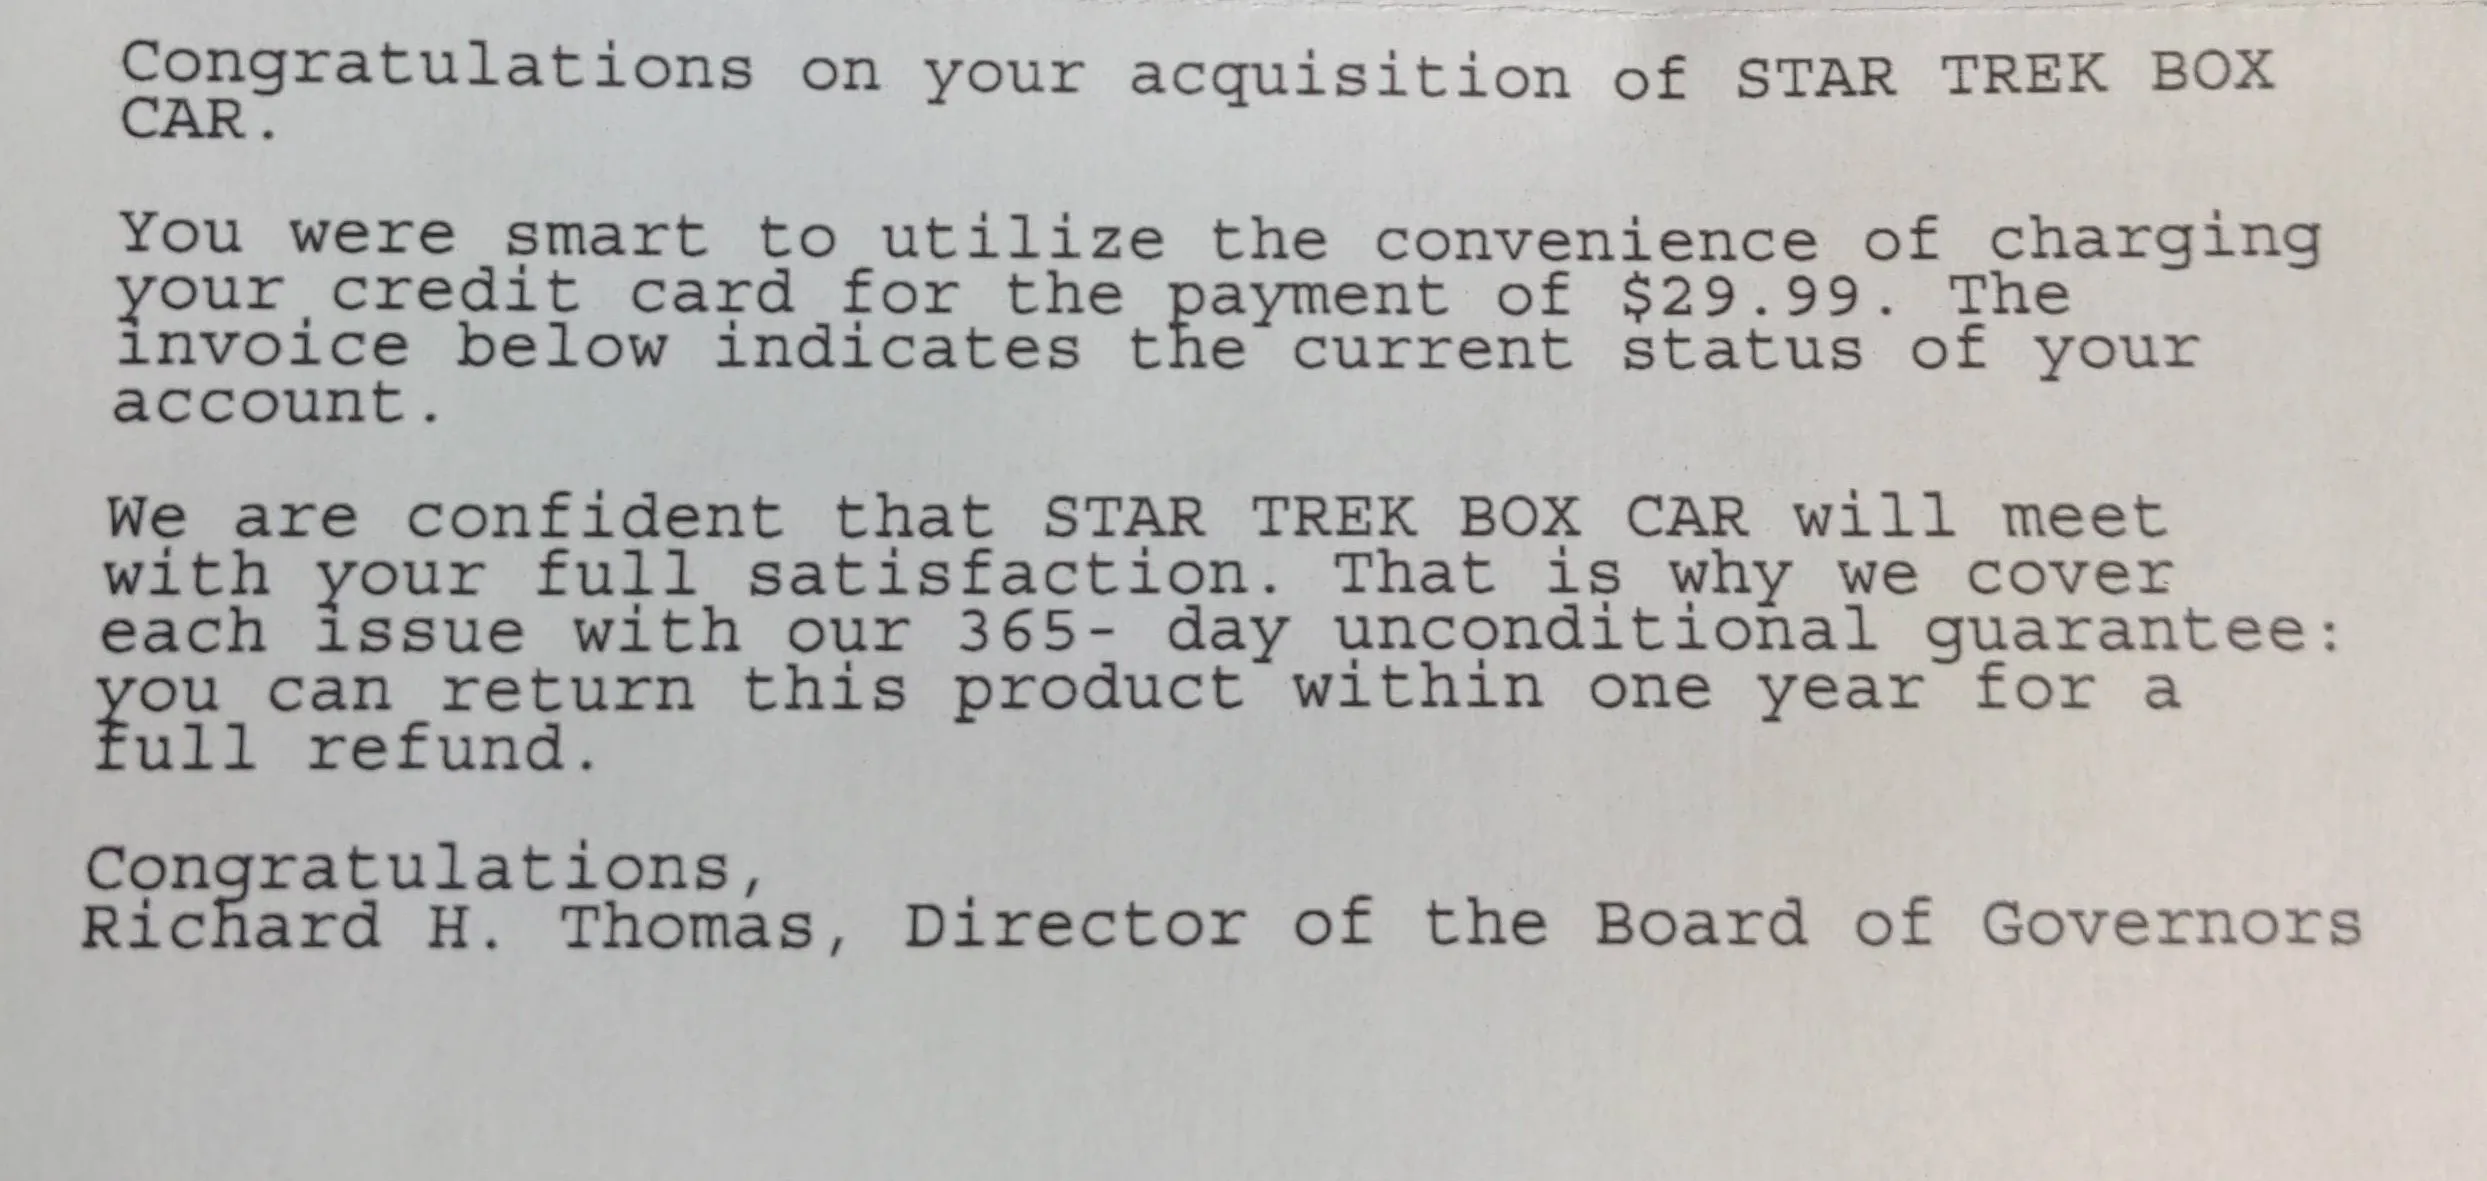 Congratulations on your acquisition of STAR TREK BOX
CAR.
You were smart to utilize the convenience of charging
your credit card for the payment of $29.99. The
invoice below indicates the current status of your
account.
We are confident that STAR TREK BOX CAR will meet
with your full satisfaction. That is why we cover
each issue with our 365- day unconditional guarantee:
you can return this product within one year for a
full refund.
Congratulations,
Richard H. Thomas, Director of the Board of Governors